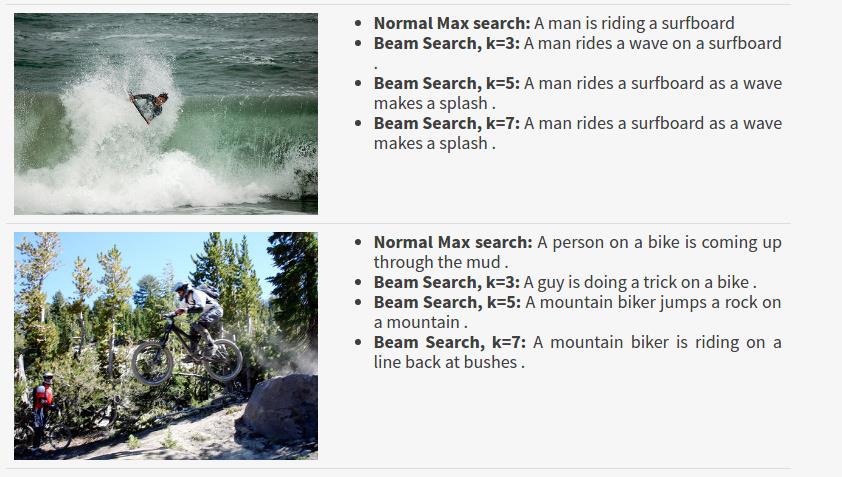 • Normal Max search: A man is riding a surfboard
• Beam Search, k=3: A man rides a wave on a surfboard
.
• Beam Search, k=5: A man rides a surfboard as a wave
makes a splash .
• Beam Search, k=7: A man rides a surfboard as a wave
makes a splash .
• Normal Max search: A person on a bike is coming up
through the mud .
• Beam Search, k=3: A guy is doing a trick on a bike .
• Beam Search, k=5: A mountain biker jumps a rock on
a mountain .
• Beam Search, k=7: A mountain biker is riding on a
line back at bushes .